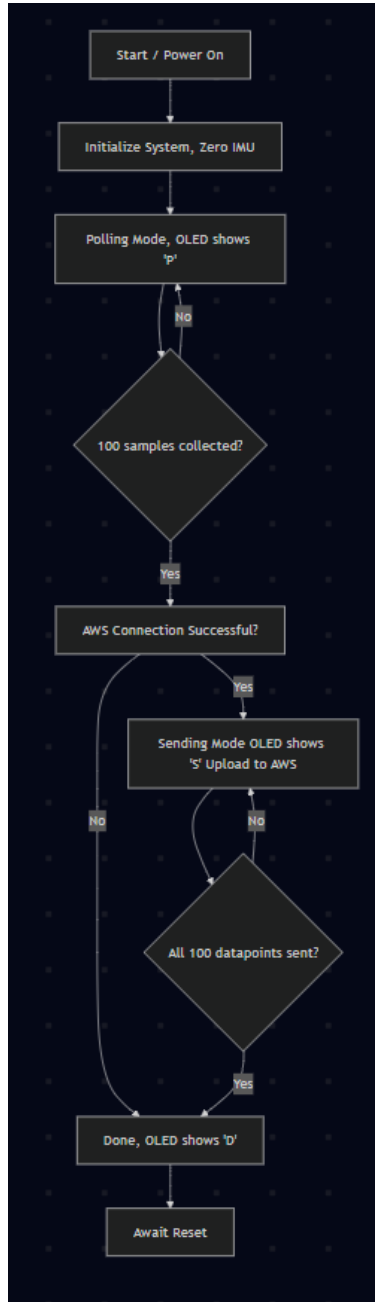 Start / Power On
Initialize System, Zero IMU
Polling Mode, OLED shows
'P'
No
100 samples collected?
Yes
AWS Connection Successful?
Yes
Sending Mode OLED shows
'S' Upload to AWS
No
No
All 100 datapoints sent?
Yes
Done, OLED shows 'D'
Await Reset